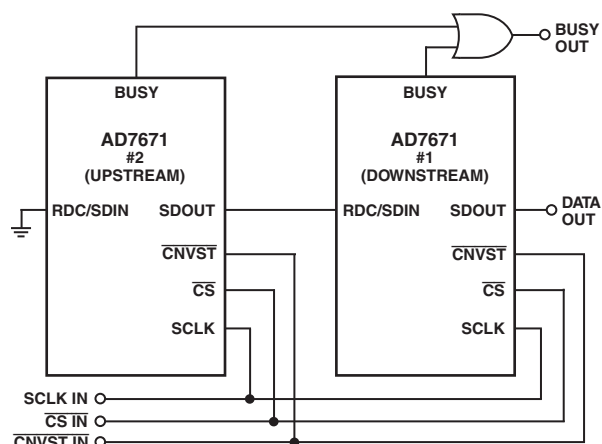 BUSY
OUT
BUSY
BUSY
AD7671
#2
(UPSTREAM)
AD7671
#1
(DOWNSTREAM)
RDC/SDIN
SDOUT
RDC/SDIN
SDOUT
DATA
OUT
CNVST
CNVST
CS
CS
SCLK
SCLK
SCLK IN
CS IN
CNVST IN